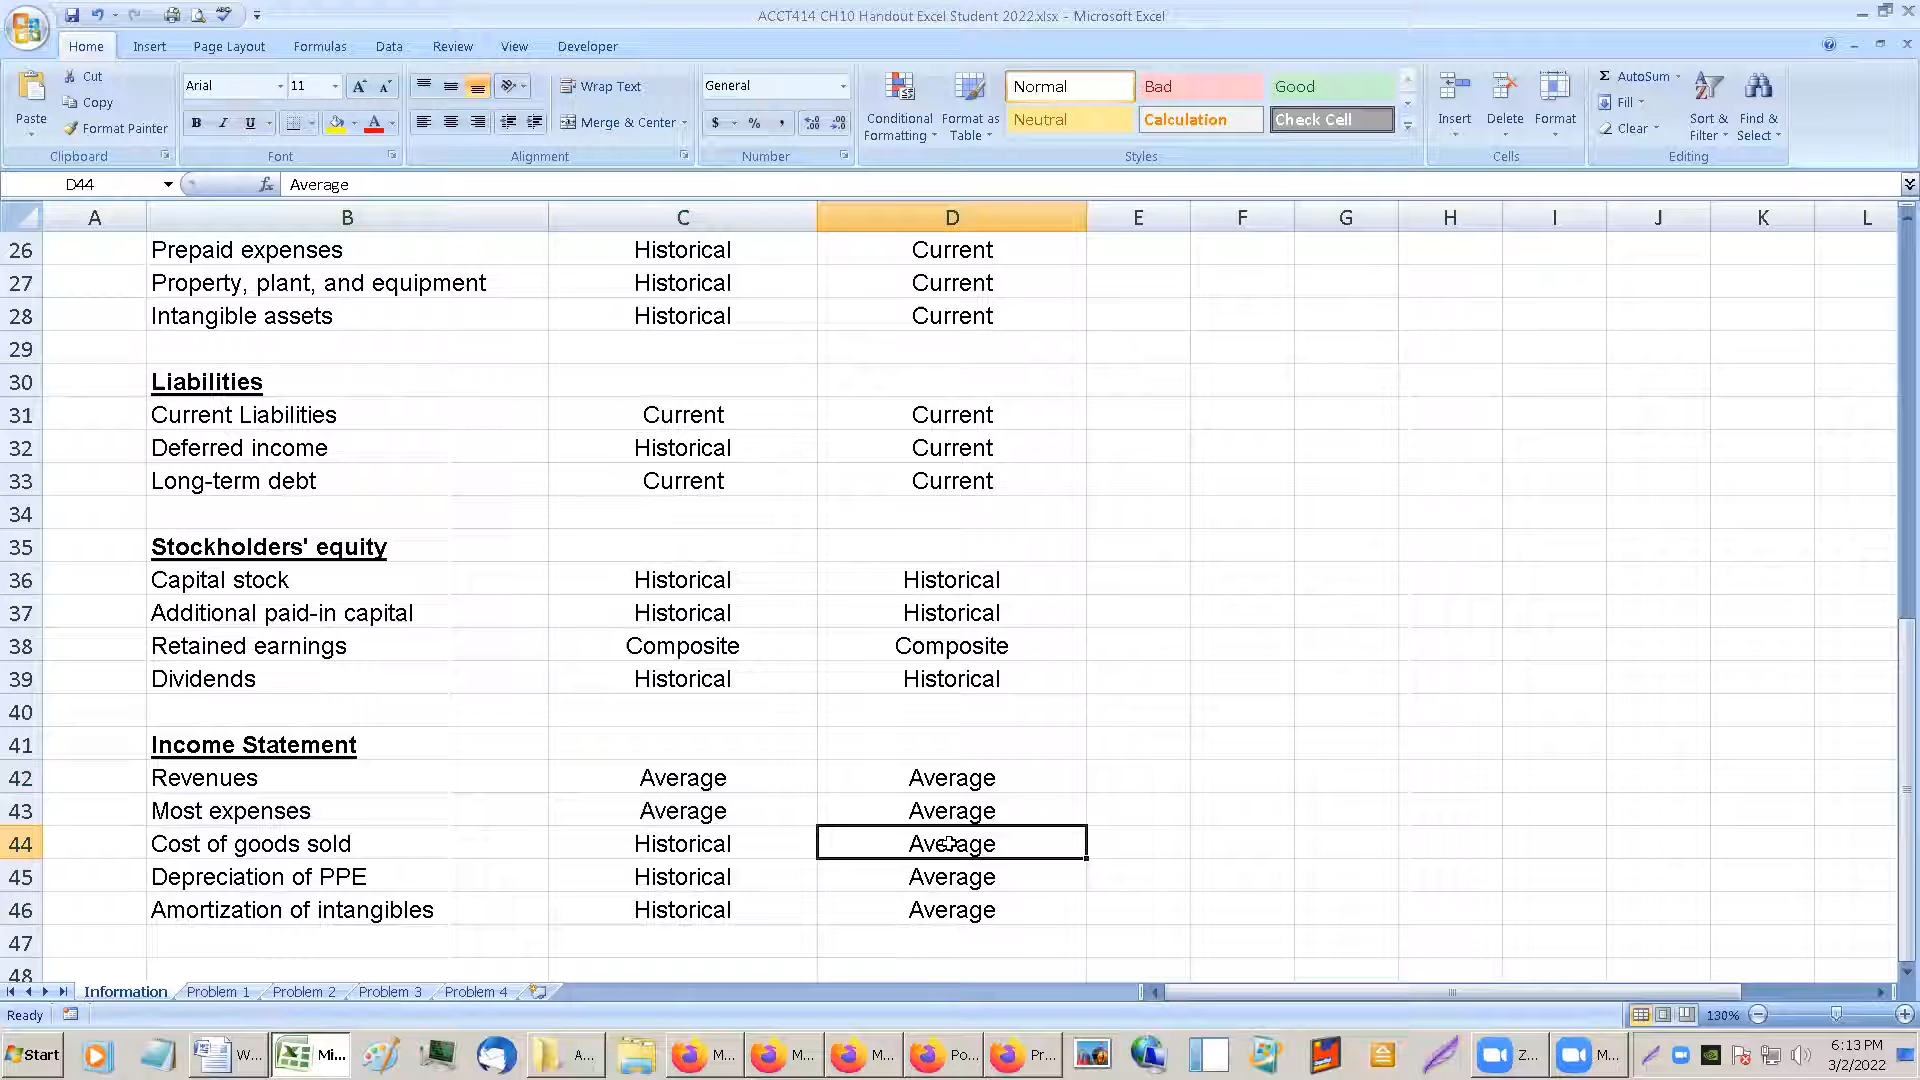 ACCT414 CH10 Handout Excel Student 2022.xlsx - Microsoft Excel
Home Insert Page Layout Formulas Data Review View Developer
Paste
Cut
Copy
Format Painter
Clipboard
Arial 11
B I U
Font
Wrap Text
Merge & Center
Alignment
General
$ % ,
Number
Conditional Formatting
Format as Table
Normal Bad Good
Neutral Calculation Check Cell
Styles
Insert Delete Format
Cells
Σ AutoSum
Fill
Clear
Sort & Filter
Find & Select
Editing
D44 fx Average
A B C D E F G H I J K L
26 Prepaid expenses Historical Current
27 Property, plant, and equipment Historical Current
28 Intangible assets Historical Current
29
30 Liabilities
31 Current Liabilities Current Current
32 Deferred income Historical Current
33 Long-term debt Current Current
34
35 Stockholders' equity
36 Capital stock Historical Historical
37 Additional paid-in capital Historical Historical
38 Retained earnings Composite Composite
39 Dividends Historical Historical
40
41 Income Statement
42 Revenues Average Average
43 Most expenses Average Average
44 Cost of goods sold Historical Average
45 Depreciation of PPE Historical Average
46 Amortization of intangibles Historical Average
47
48
Information Problem 1 Problem 2 Problem 3 Problem 4
Ready 130%
Start W... Mi... A... M... M... M... Po... Pr... Z... M... 6:13 PM
3/2/2022